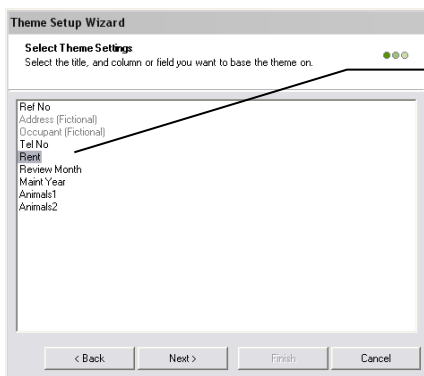 Theme Setup Wizard
Select Theme Settings
Select the title, and column or field you want to base the theme on.
Ref No
Address (Fictional)
Occupant (Fictional)
Tel No
Rent
Review Month
Maint Year
Animals1
Animals2
< Back
Next >
Finish
Cancel